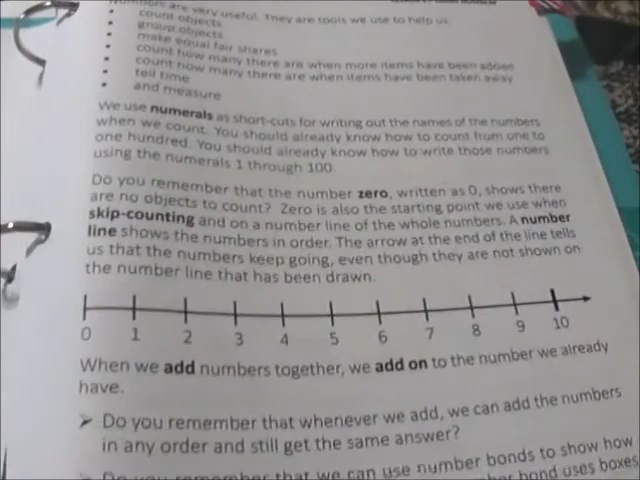 Numbers are very useful. They are tools we use to help us
• count objects
• group objects
• make equal fair shares
• count how many there are when more items have been added
• count how many there are when items have been taken away
• tell time
• and measure
We use numerals as short-cuts for writing out the names of the numbers
when we count. You should already know how to count from one to
one hundred. You should already know how to write those numbers
using the numerals 1 through 100.
Do you remember that the number zero, written as 0, shows there
are no objects to count? Zero is also the starting point we use when
skip-counting and on a number line of the whole numbers. A number
line shows the numbers in order. The arrow at the end of the line tells
us that the numbers keep going, even though they are not shown on
the number line that has been drawn.
0 1 2 3 4 5 6 7 8 9 10
When we add numbers together, we add on to the number we already
have.
➢ Do you remember that whenever we add, we can add the numbers
in any order and still get the same answer?
➢ Do you remember that we can use number bonds to show how
bond uses boxes